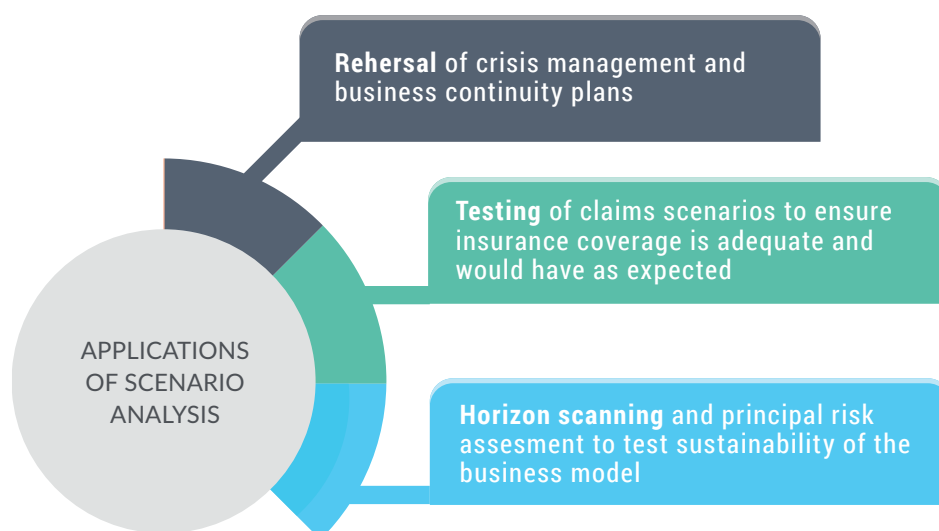 Rehersal of crisis management and
business continuity plans
Testing of claims scenarios to ensure
insurance coverage is adequate and
would have as expected
APPLICATIONS
OF SCENARIO
ANALYSIS
Horizon scanning and principal risk
assesment to test sustainability of the
business model